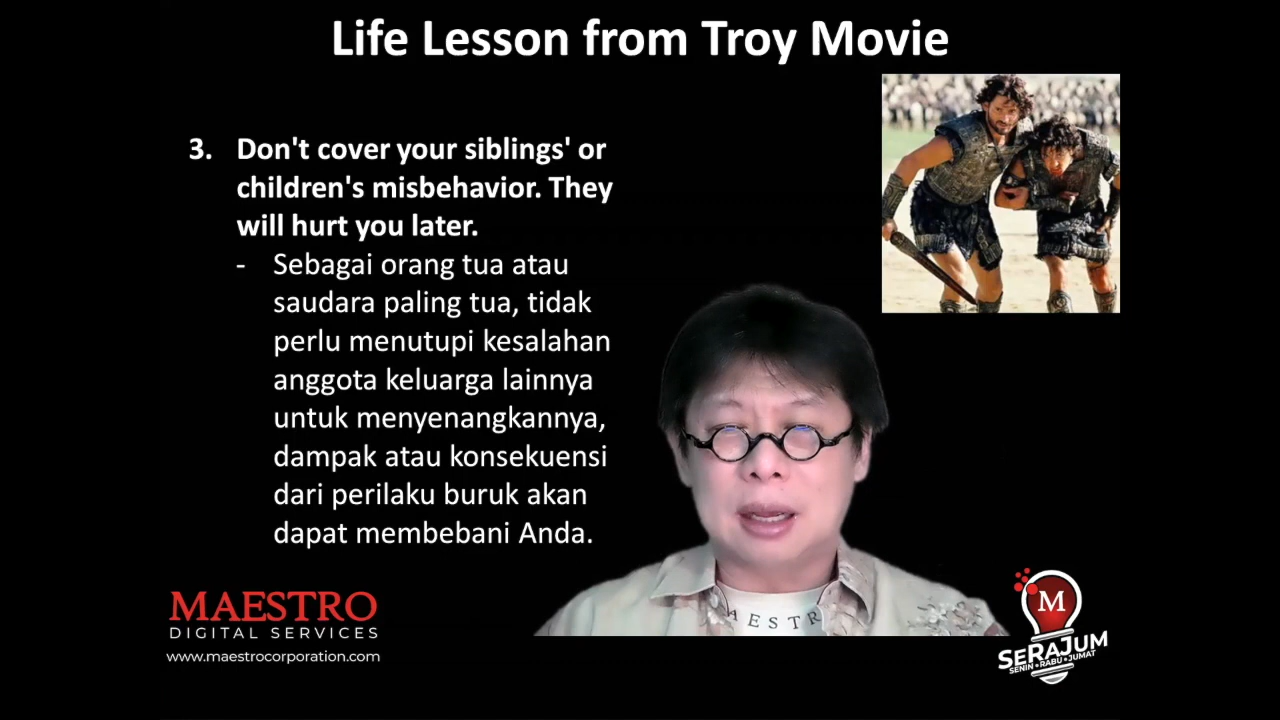 Life Lesson from Troy Movie
3. Don't cover your siblings' or
children's misbehavior. They
will hurt you later.
- Sebagai orang tua atau
saudara paling tua, tidak
perlu menutupi kesalahan
anggota keluarga lainnya
untuk menyenangkannya,
dampak atau konsekuensi
dari perilaku buruk akan
dapat membebani Anda.
AESTR
MAESTRO
DIGITAL SERVICES
www.maestrocorporation.com
M
SERAJUM
SENIN • RABU • JUMAT